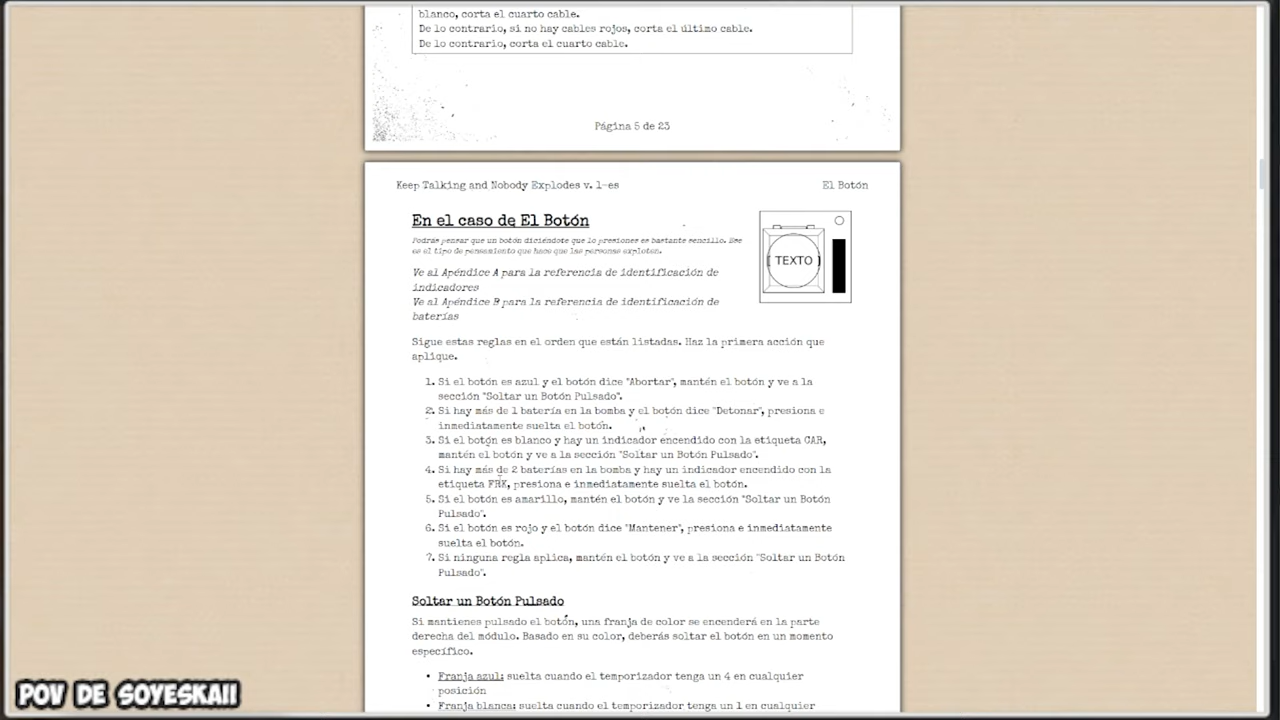 blanco, corta el cuarto cable.
De lo contrario, si no hay cables rojos, corta el último cable.
De lo contrario, corta el cuarto cable.
Página 5 de 23
Keep Talking and Nobody Explodes v. 1-es
El Botón
En el caso de El Botón
Podrás pensar que un botón diciéndote que lo presiones es bastante sencillo. Ese
es el tipo de pensamiento que hace que las personas exploten.
TEXTO
Ve al Apéndice A para la referencia de identificación de
indicadores
Ve al Apéndice B para la referencia de identificación de
baterías
Sigue estas reglas en el orden que están listadas. Haz la primera acción que
aplique.
1. Si el botón es azul y el botón dice "Abortar", mantén el botón y ve a la
sección "Soltar un Botón Pulsado".
2. Si hay más de 1 batería en la bomba y el botón dice "Detonar", presiona e
inmediatamente suelta el botón.
3. Si el botón es blanco y hay un indicador encendido con la etiqueta CAR,
mantén el botón y ve a la sección "Soltar un Botón Pulsado".
4. Si hay más de 2 baterías en la bomba y hay un indicador encendido con la
etiqueta FRK, presiona e inmediatamente suelta el botón.
5. Si el botón es amarillo, mantén el botón y ve la sección "Soltar un Botón
Pulsado".
6. Si el botón es rojo y el botón dice "Mantener", presiona e inmediatamente
suelta el botón.
7. Si ninguna regla aplica, mantén el botón y ve a la sección "Soltar un Botón
Pulsado".
Soltar un Botón Pulsado
Si mantienes pulsado el botón, una franja de color se encenderá en la parte
derecha del módulo. Basado en su color, deberás soltar el botón en un momento
específico.
• Franja azul: suelta cuando el temporizador tenga un 4 en cualquier
posición
• Franja blanca: suelta cuando el temporizador tenga un 1 en cualquier
POV DE SOYESKAII